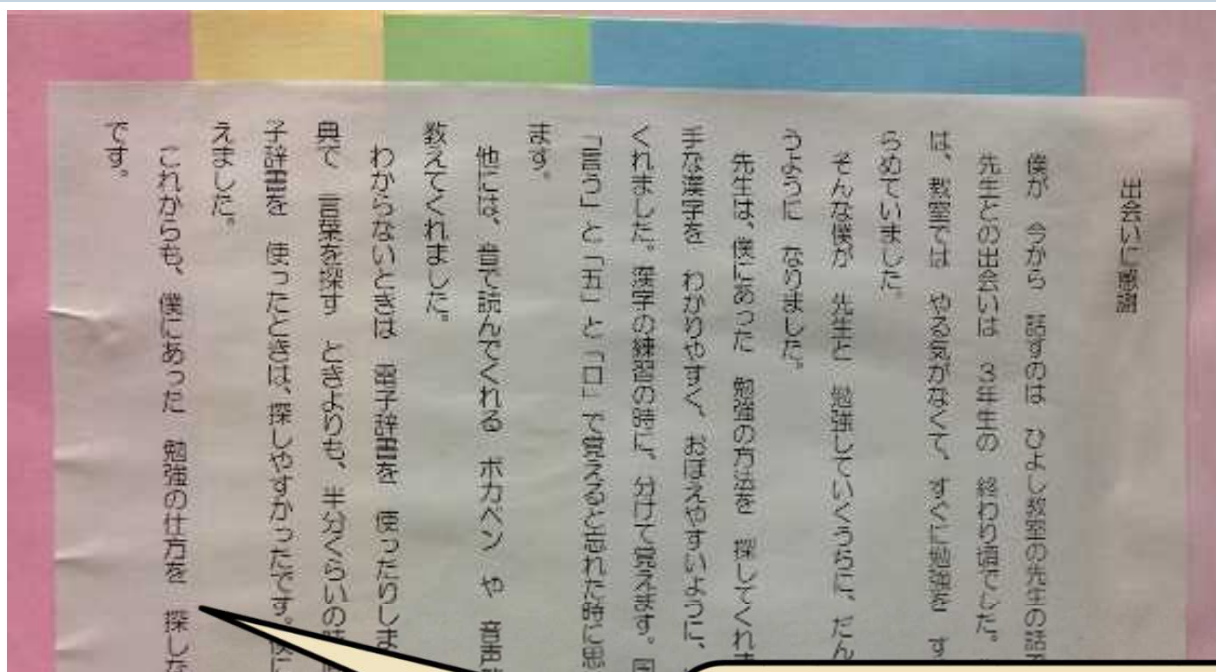 出会いに感謝
僕が 今から 話すのは ひよし教室の先生の話で
先生との出会いは 3年生の 終わり頃でした。
は、教室では やる気がなくて、すぐに勉強を す
らめていました。
そんな僕が 先生と 勉強していくうちに、だん
うように なりました。
先生は、僕にあった 勉強の方法を 探してくれま
手な漢字を わかりやすく、おぼえやすいように、
くれました。漢字の練習の時に、分けて覚えます。
「言う」と「五」と「口」で覚えると忘れた時に思
ます。
他には、音で読んでくれる ボカペン や 音声
教えてくれました。
わからないときは 電子辞書を 使ったりしま
典で 言葉を探す ときよりも、半分くらいの時
子辞書を 使ったときは、探しやすかったです。
えました。
これからも、僕にあった 勉強の仕方を 探しな
です。